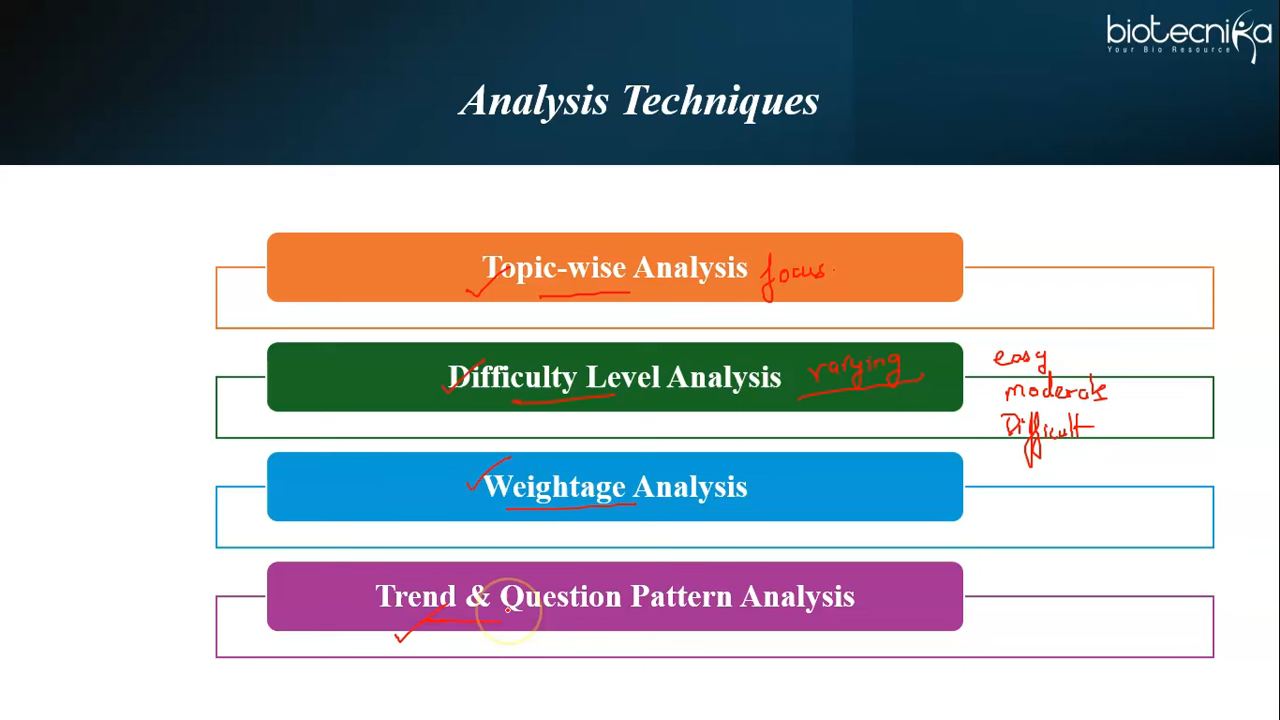 biotecnika
Your Bio Resource
Analysis Techniques
Topic-wise Analysis focus
Difficulty Level Analysis varying
easy
moderate
Difficult
Weightage Analysis
Trend & Question Pattern Analysis